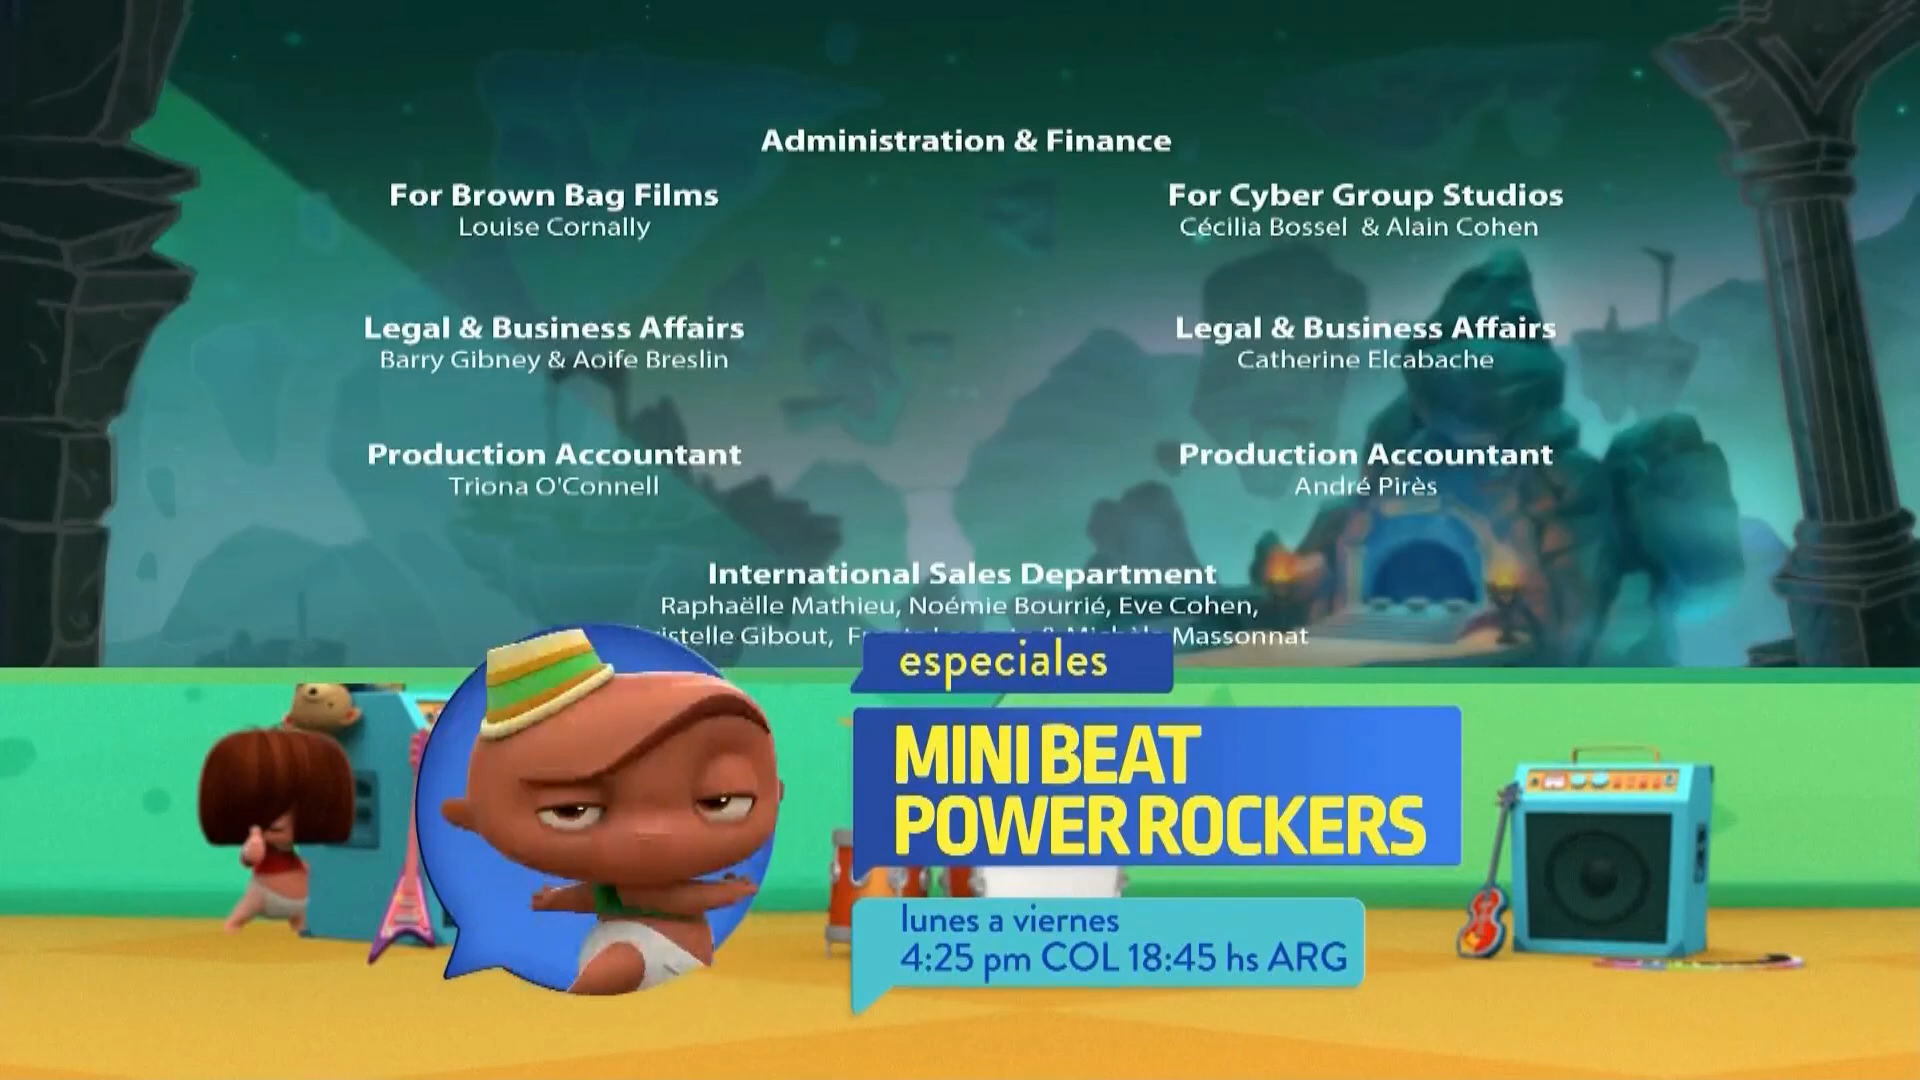 Administration & Finance
For Brown Bag Films
Louise Cornally
For Cyber Group Studios
Cécilia Bossel & Alain Cohen
Legal & Business Affairs
Barry Gibney & Aoife Breslin
Legal & Business Affairs
Catherine Elcabache
Production Accountant
Triona O'Connell
Production Accountant
André Pirès
International Sales Department
Raphaëlle Mathieu, Noémie Bourrié, Eve Cohen,
Gibout, Massonnat
especiales
MINI BEAT
POWER ROCKERS
lunes a viernes
4:25 pm COL 18:45 hs ARG